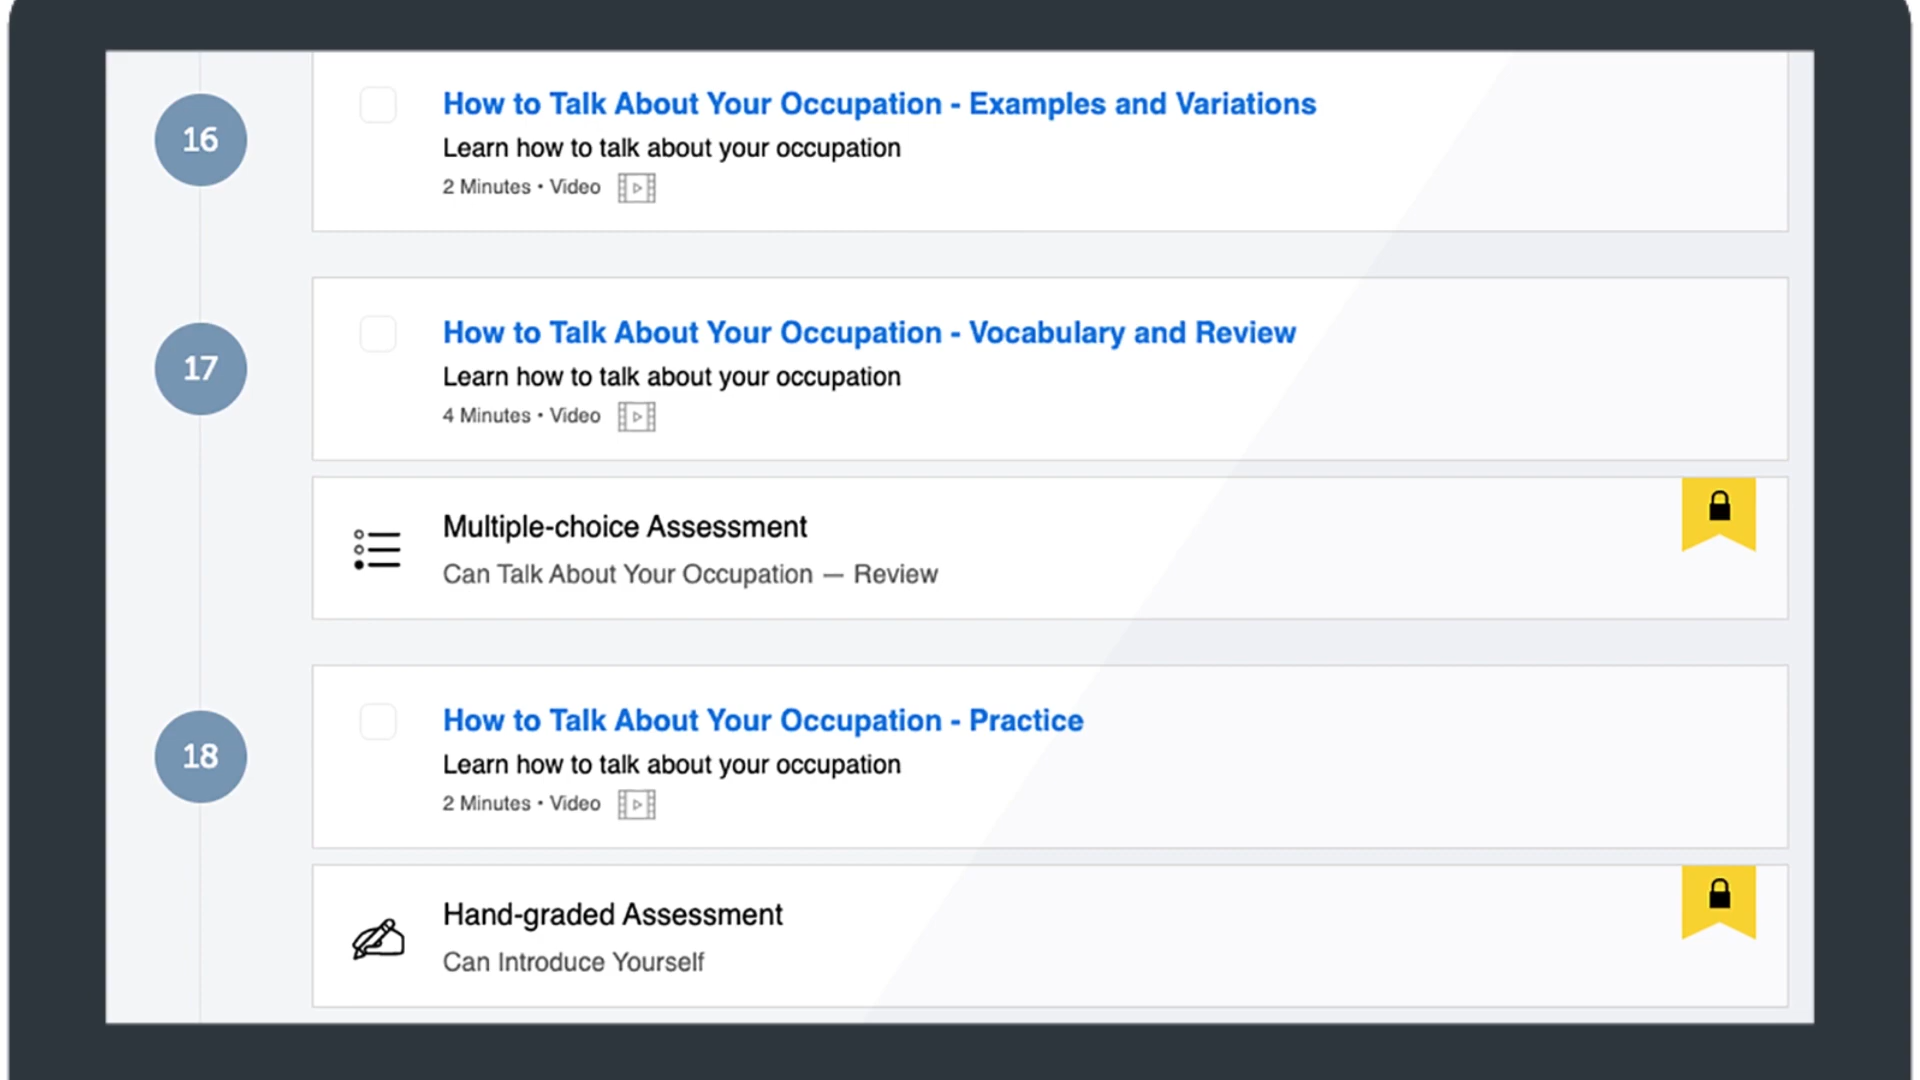 16
How to Talk About Your Occupation - Examples and Variations
Learn how to talk about your occupation
2 Minutes • Video
17
How to Talk About Your Occupation - Vocabulary and Review
Learn how to talk about your occupation
4 Minutes • Video
Multiple-choice Assessment
Can Talk About Your Occupation — Review
18
How to Talk About Your Occupation - Practice
Learn how to talk about your occupation
2 Minutes • Video
Hand-graded Assessment
Can Introduce Yourself